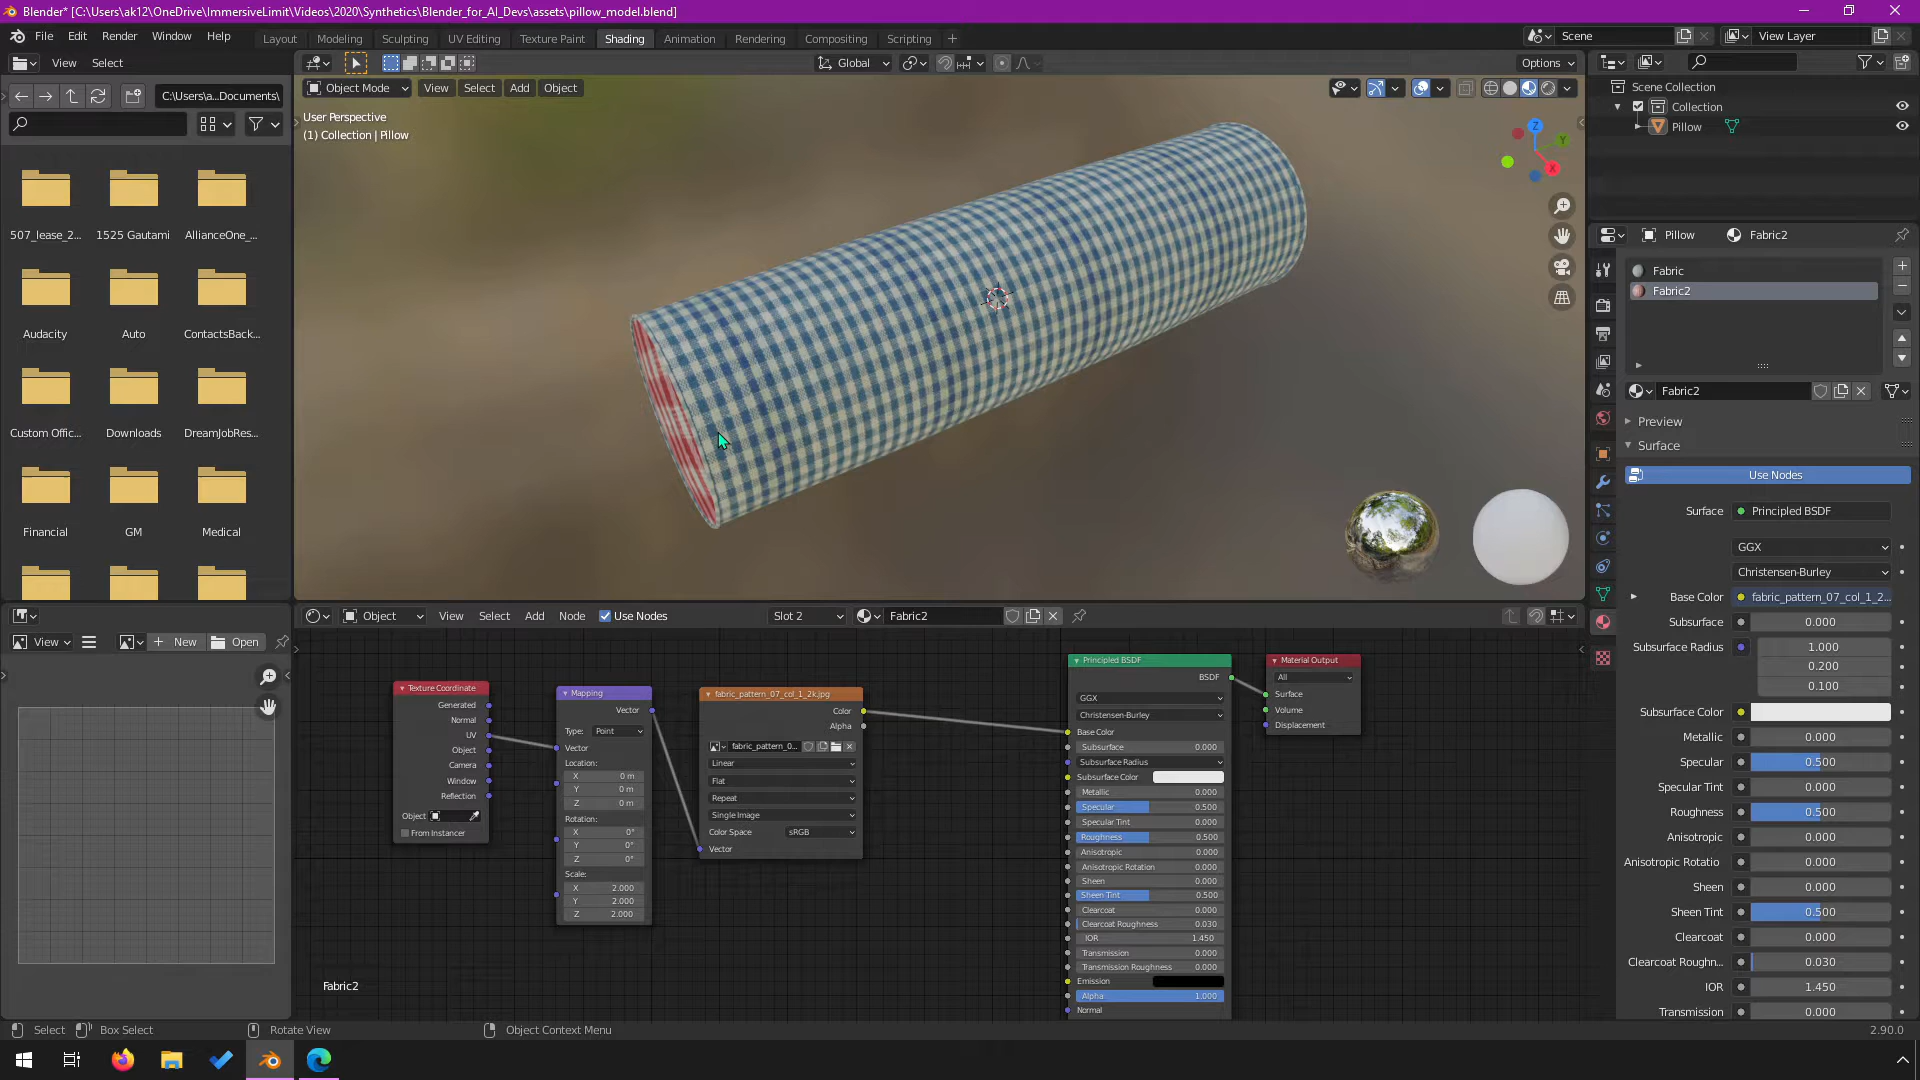 Blender* [C:\Users\ak12\OneDrive\ImmersiveLimit\Videos\2020\Synthetics\Blender_for_AI_Devs\assets\pillow_model.blend]
File Edit Render Window Help
Layout Modeling Sculpting UV Editing Texture Paint Shading Animation Rendering Compositing Scripting
Scene
View Layer
View Select
Global
Options
C:\Users\a...Documents\
Object Mode View Select Add Object
User Perspective
(1) Collection | Pillow
Z
Y
X
Scene Collection
Collection
Pillow
507_lease_2... 1525 Gautami AllianceOne_...
Audacity Auto ContactsBack...
Custom Offic... Downloads DreamJobRes...
Financial GM Medical
Pillow Fabric2
Fabric
Fabric2
Fabric2
Preview
Surface
Use Nodes
Surface Principled BSDF
GGX
Christensen-Burley
Base Color fabric_pattern_07_col_1_2...
Subsurface 0.000
Subsurface Radius 1.000
0.200
0.100
Subsurface Color
Metallic 0.000
Specular 0.500
Specular Tint 0.000
Roughness 0.500
Anisotropic 0.000
Anisotropic Rotatio 0.000
Sheen 0.000
Sheen Tint 0.500
Clearcoat 0.000
Clearcoat Roughn... 0.030
IOR 1.450
Transmission 0.000
View New Open
Object View Select Add Node Use Nodes Slot 2 Fabric2
Texture Coordinate
Generated
Normal
UV
Object
Camera
Window
Reflection
Object
From Instancer
Mapping
Vector
Type: Point
Vector
Location:
X 0 m
Y 0 m
Z 0 m
Rotation:
X 0°
Y 0°
Z 0°
Scale:
X 2.000
Y 2.000
Z 2.000
fabric_pattern_07_col_1_2k.jpg
Color
Alpha
fabric_pattern_0...
Linear
Flat
Repeat
Single Image
Color Space sRGB
Vector
Principled BSDF
BSDF
GGX
Christensen-Burley
Base Color
Subsurface 0.000
Subsurface Radius
Subsurface Color
Metallic 0.000
Specular 0.500
Specular Tint 0.000
Roughness 0.500
Anisotropic 0.000
Anisotropic Rotation 0.000
Sheen 0.000
Sheen Tint 0.500
Clearcoat 0.000
Clearcoat Roughness 0.030
IOR 1.450
Transmission 0.000
Transmission Roughness 0.000
Emission
Alpha 1.000
Normal
Material Output
All
Surface
Volume
Displacement
Fabric2
Select Box Select Rotate View Object Context Menu 2.90.0